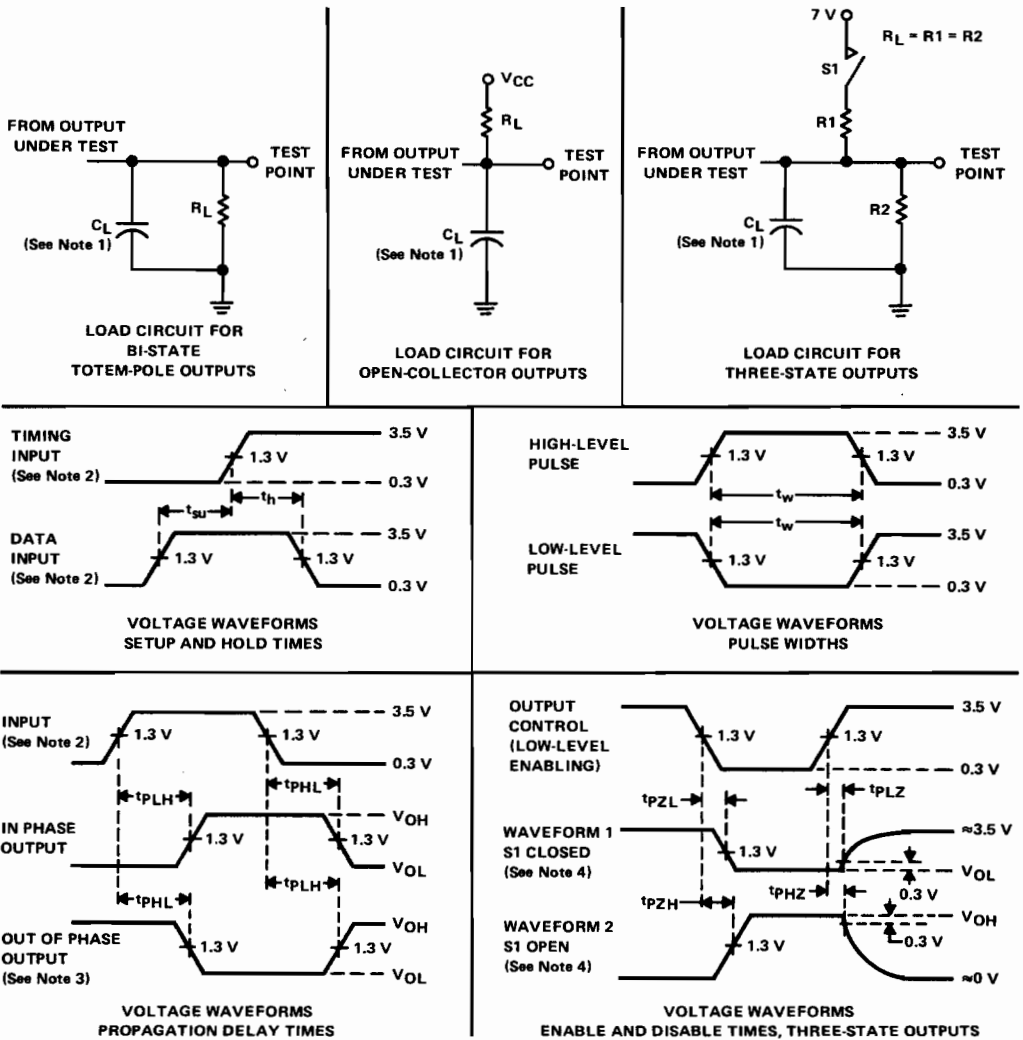 FROM OUTPUT
UNDER TEST
TEST
POINT
RL
CL
(See Note 1)
LOAD CIRCUIT FOR
BI-STATE
TOTEM-POLE OUTPUTS
VCC
RL
FROM OUTPUT
UNDER TEST
TEST
POINT
CL
(See Note 1)
LOAD CIRCUIT FOR
OPEN-COLLECTOR OUTPUTS
7 V
RL = R1 = R2
S1
R1
FROM OUTPUT
UNDER TEST
TEST
POINT
R2
CL
(See Note 1)
LOAD CIRCUIT FOR
THREE-STATE OUTPUTS
TIMING
INPUT
(See Note 2)
3.5 V
1.3 V
0.3 V
tsu
th
DATA
INPUT
(See Note 2)
3.5 V
1.3 V
1.3 V
0.3 V
VOLTAGE WAVEFORMS
SETUP AND HOLD TIMES
HIGH-LEVEL
PULSE
3.5 V
1.3 V
1.3 V
0.3 V
tw
tw
LOW-LEVEL
PULSE
3.5 V
1.3 V
1.3 V
0.3 V
VOLTAGE WAVEFORMS
PULSE WIDTHS
INPUT
(See Note 2)
3.5 V
1.3 V
1.3 V
0.3 V
tPLH
tPHL
IN PHASE
OUTPUT
VOH
1.3 V
1.3 V
VOL
tPHL
tPLH
OUT OF PHASE
OUTPUT
(See Note 3)
VOH
1.3 V
1.3 V
VOL
VOLTAGE WAVEFORMS
PROPAGATION DELAY TIMES
OUTPUT
CONTROL
(LOW-LEVEL
ENABLING)
3.5 V
1.3 V
1.3 V
0.3 V
tPZL
tPLZ
WAVEFORM 1
S1 CLOSED
(See Note 4)
≈3.5 V
1.3 V
VOL
0.3 V
tPZH
tPHZ
WAVEFORM 2
S1 OPEN
(See Note 4)
VOH
0.3 V
1.3 V
≈0 V
VOLTAGE WAVEFORMS
ENABLE AND DISABLE TIMES, THREE-STATE OUTPUTS